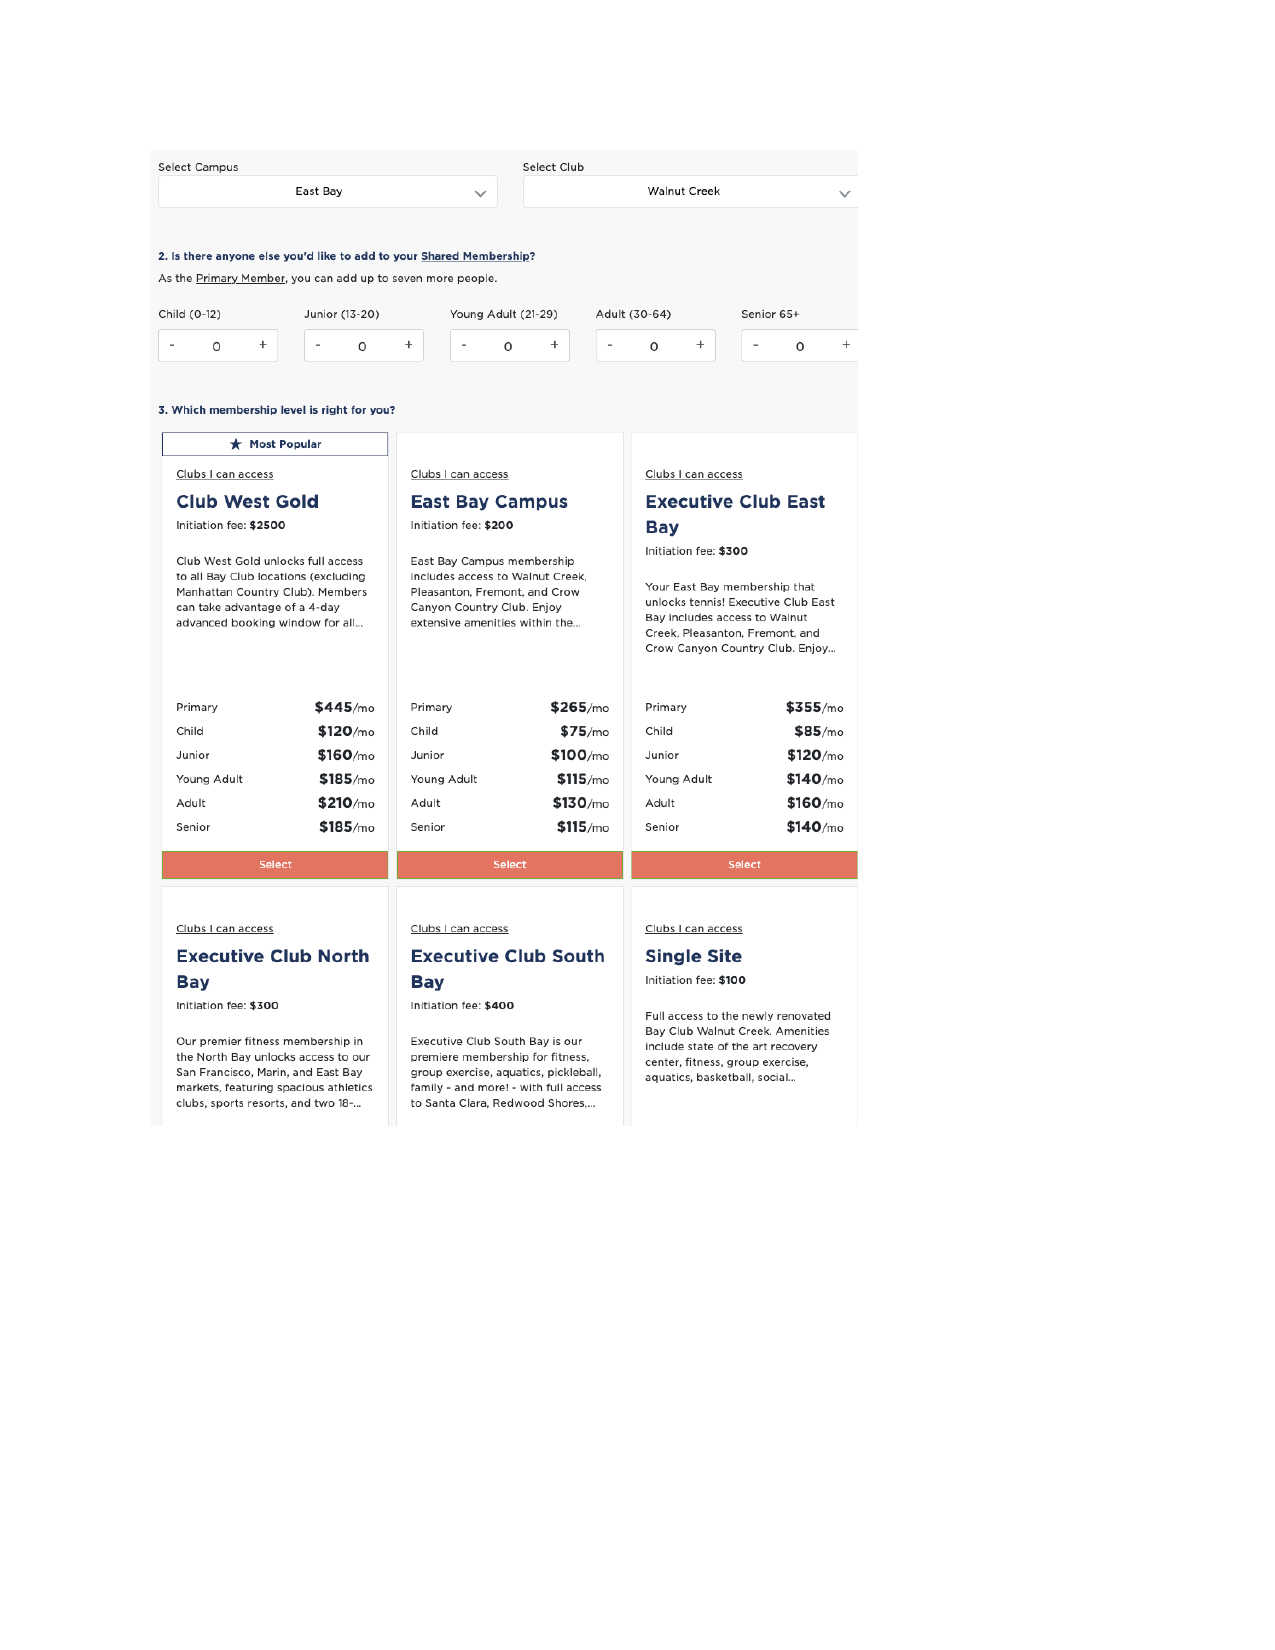 Select Campus
Select Club
East Bay
Walnut Creek
2. Is there anyone else you'd like to add to your Shared Membership?
As the Primary Member, you can add up to seven more people.
Child (0-12)
Junior (13-20)
Young Adult (21-29)
Adult (30-64)
Senior 65+
- 0 +
- 0 +
- 0 +
- 0 +
- 0 +
3. Which membership level is right for you?
★ Most Popular
Clubs I can access
Club West Gold
Initiation fee: $2500
Club West Gold unlocks full access
to all Bay Club locations (excluding
Manhattan Country Club). Members
can take advantage of a 4-day
advanced booking window for all...
Primary $445/mo
Child $120/mo
Junior $160/mo
Young Adult $185/mo
Adult $210/mo
Senior $185/mo
Select
Clubs I can access
East Bay Campus
Initiation fee: $200
East Bay Campus membership
includes access to Walnut Creek,
Pleasanton, Fremont, and Crow
Canyon Country Club. Enjoy
extensive amenities within the...
Primary $265/mo
Child $75/mo
Junior $100/mo
Young Adult $115/mo
Adult $130/mo
Senior $115/mo
Select
Clubs I can access
Executive Club East
Bay
Initiation fee: $300
Your East Bay membership that
unlocks tennis! Executive Club East
Bay includes access to Walnut
Creek, Pleasanton, Fremont, and
Crow Canyon Country Club. Enjoy...
Primary $355/mo
Child $85/mo
Junior $120/mo
Young Adult $140/mo
Adult $160/mo
Senior $140/mo
Select
Clubs I can access
Executive Club North
Bay
Initiation fee: $300
Our premier fitness membership in
the North Bay unlocks access to our
San Francisco, Marin, and East Bay
markets, featuring spacious athletics
clubs, sports resorts, and two 18-...
Clubs I can access
Executive Club South
Bay
Initiation fee: $400
Executive Club South Bay is our
premiere membership for fitness,
group exercise, aquatics, pickleball,
family - and more! - with full access
to Santa Clara, Redwood Shores,...
Clubs I can access
Single Site
Initiation fee: $100
Full access to the newly renovated
Bay Club Walnut Creek. Amenities
include state of the art recovery
center, fitness, group exercise,
aquatics, basketball, social...